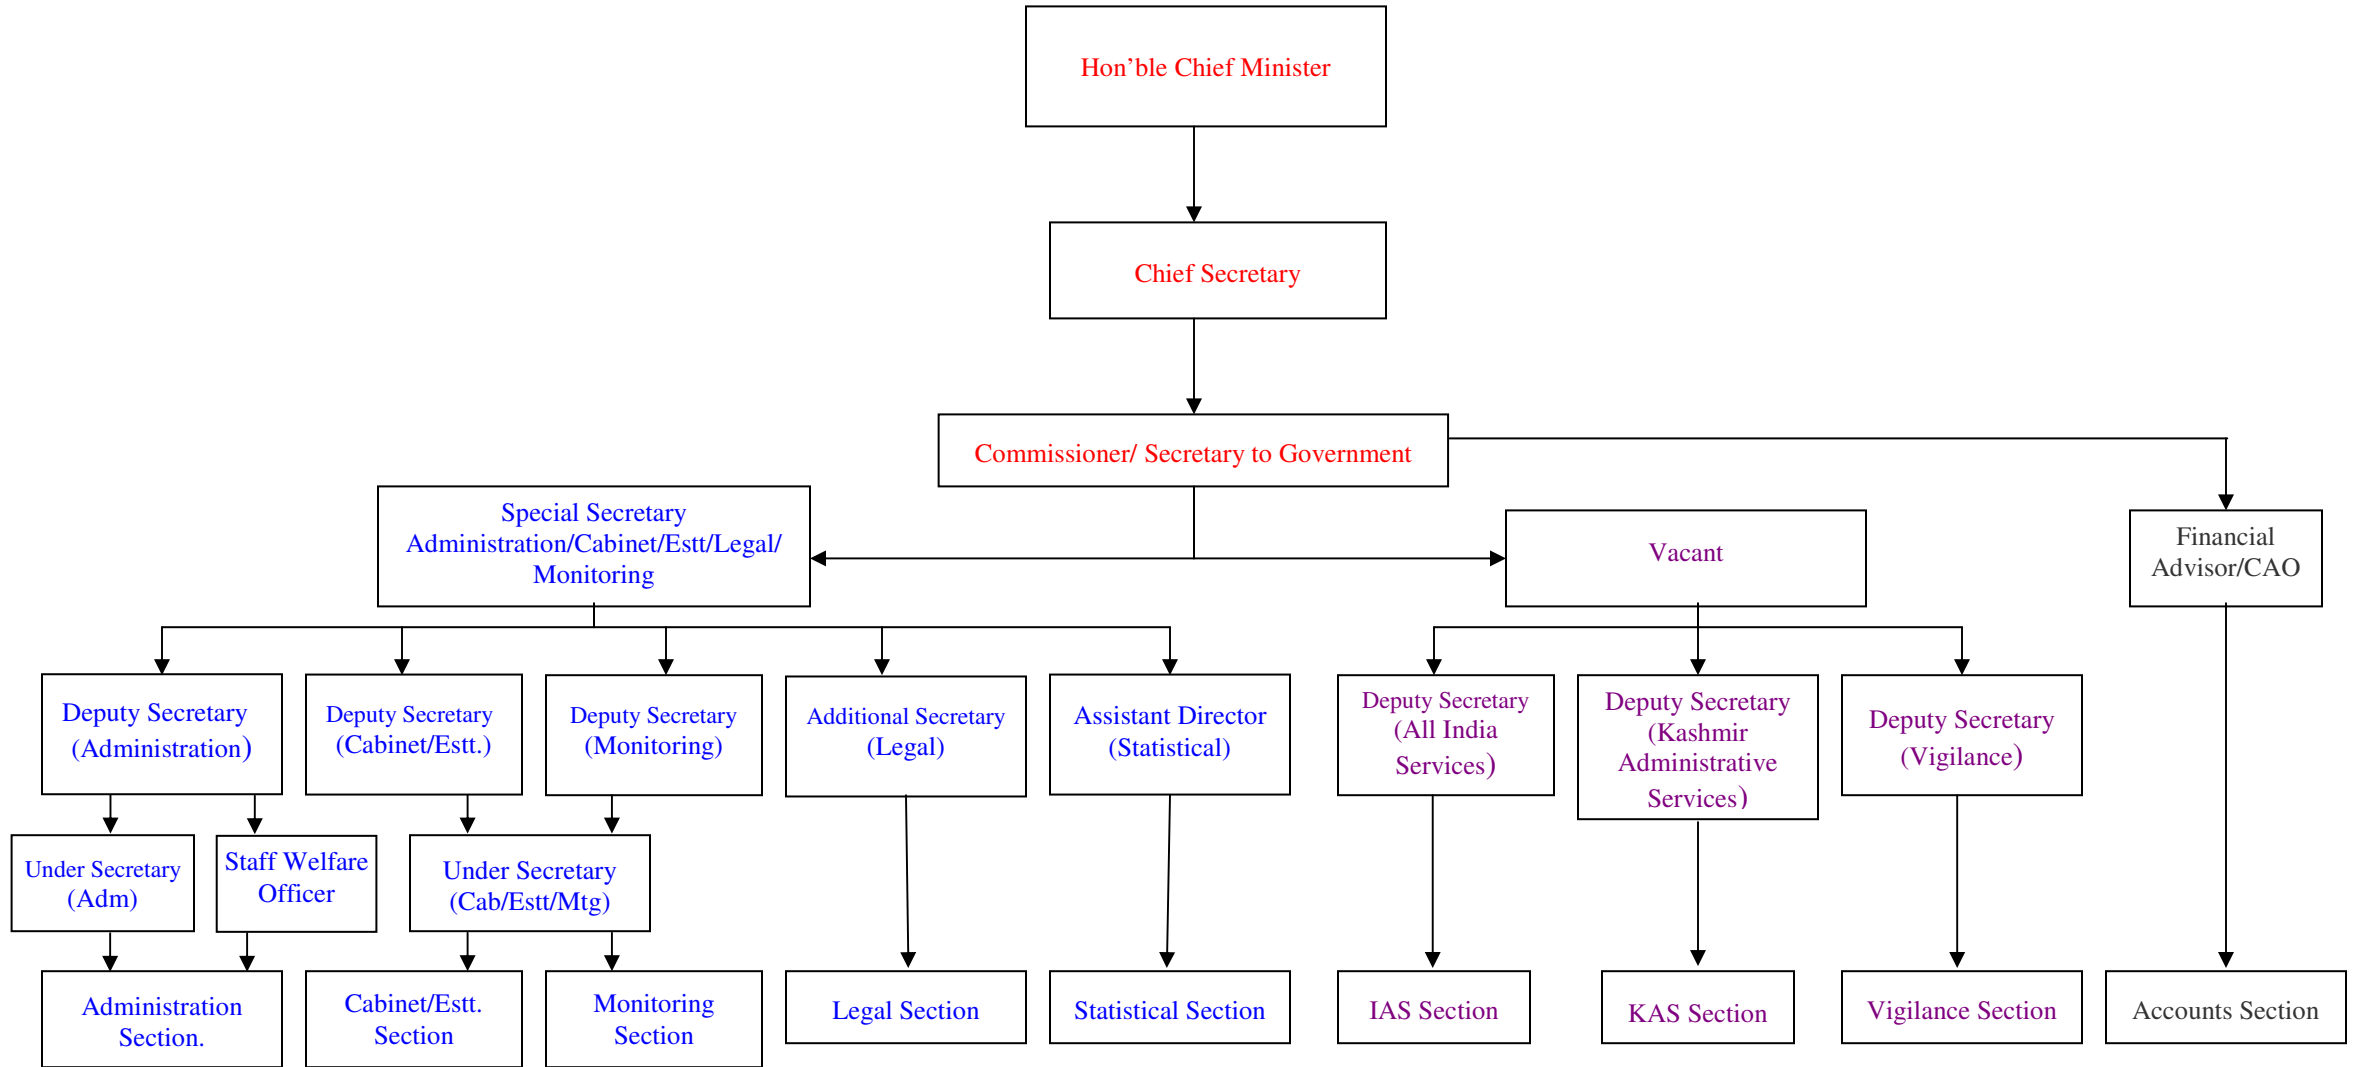 Hon’ble Chief Minister
Chief Secretary
Commissioner/ Secretary to Government
Special Secretary
Administration/Cabinet/Estt/Legal/
Monitoring
Vacant
Financial
Advisor/CAO
Deputy Secretary
(Administration)
Deputy Secretary
(Cabinet/Estt.)
Deputy Secretary
(Monitoring)
Additional Secretary
(Legal)
Assistant Director
(Statistical)
Deputy Secretary
(All India
Services)
Deputy Secretary
(Kashmir
Administrative
Services)
Deputy Secretary
(Vigilance)
Under Secretary
(Adm)
Staff Welfare
Officer
Under Secretary
(Cab/Estt/Mtg)
Administration
Section.
Cabinet/Estt.
Section
Monitoring
Section
Legal Section
Statistical Section
IAS Section
KAS Section
Vigilance Section
Accounts Section